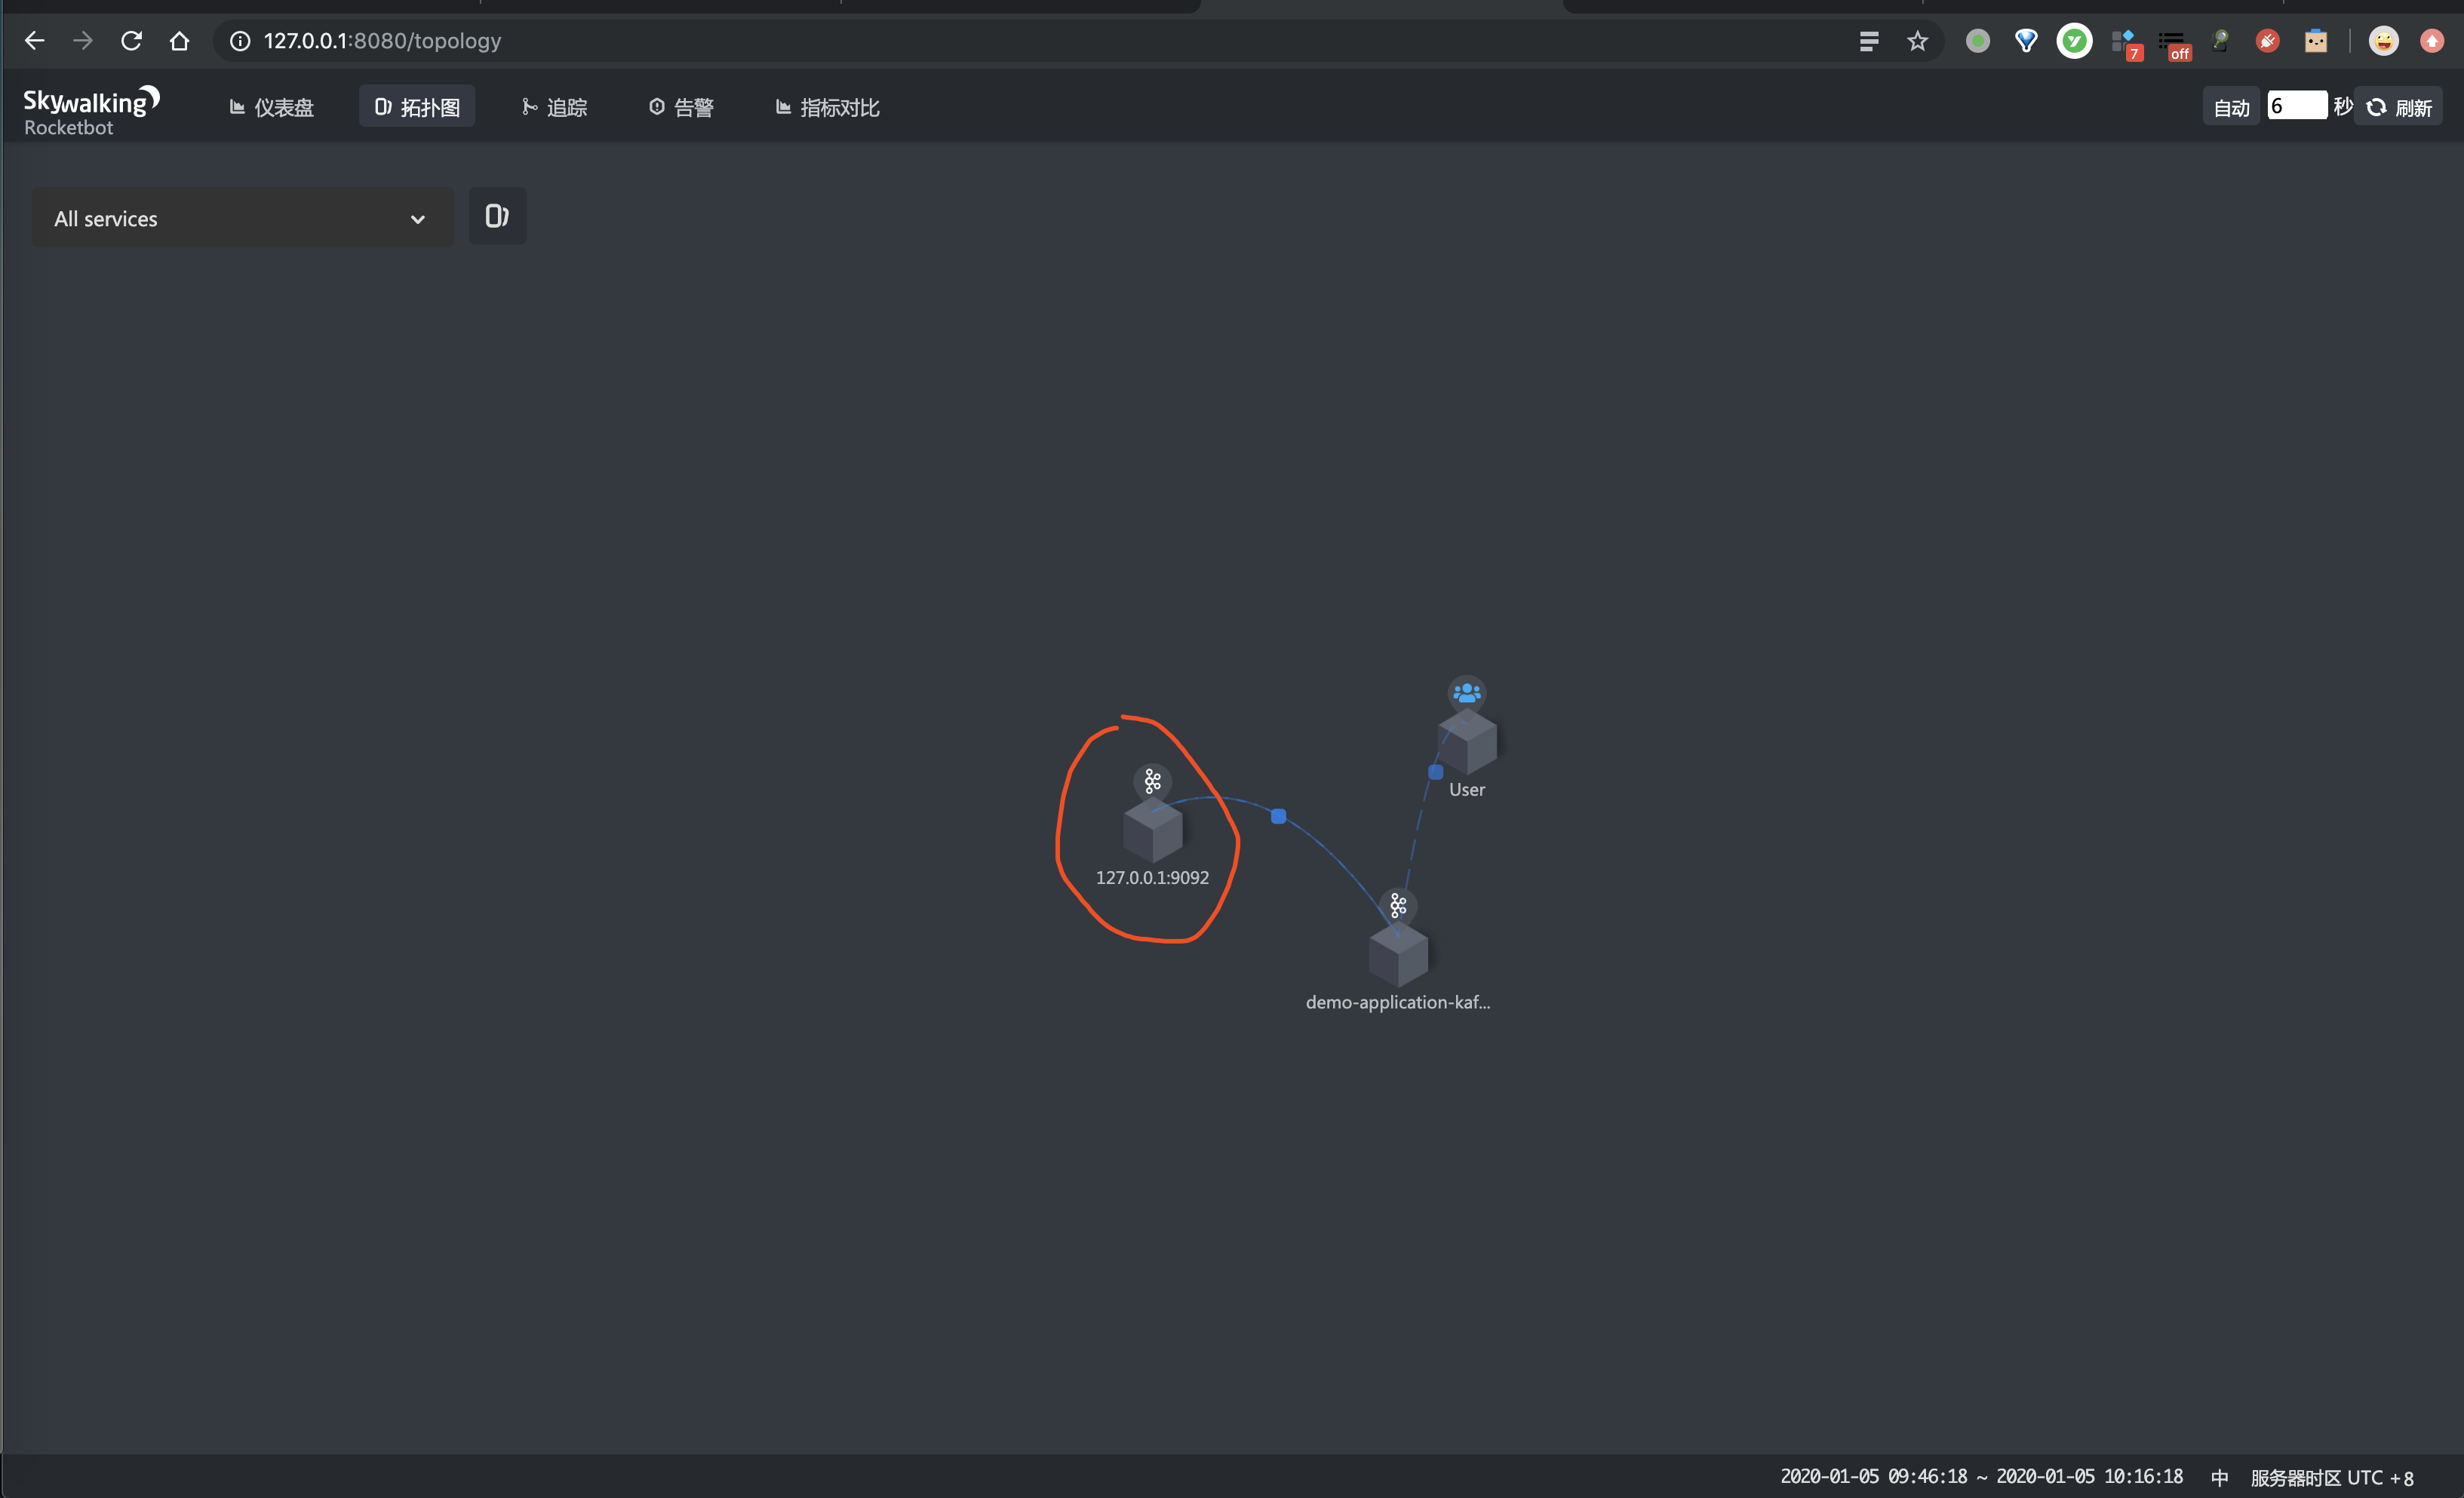 127.0.0.1:8080/topology
7
off
Skywalking
Rocketbot
仪表盘
拓扑图
追踪
告警
指标对比
自动
6
秒
刷新
All services
User
127.0.0.1:9092
demo-application-kaf...
2020-01-05 09:46:18 ~ 2020-01-05 10:16:18
中
服务器时区 UTC +8